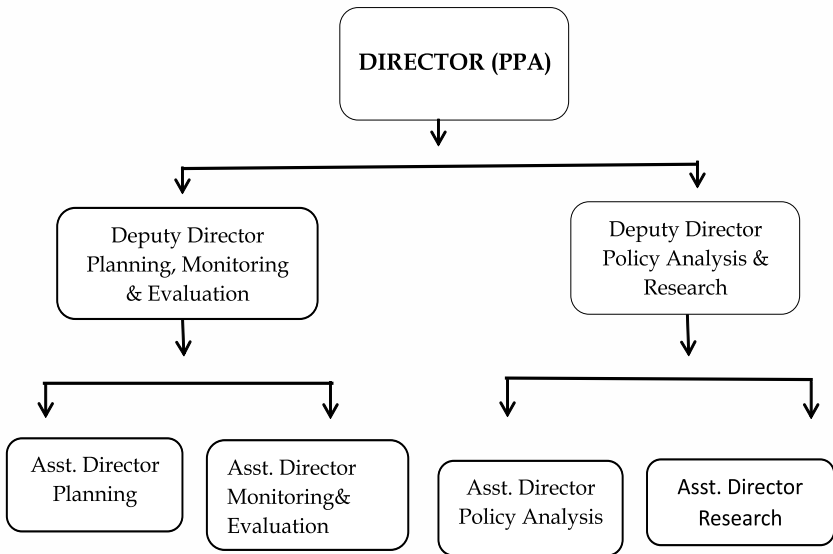 DIRECTOR (PPA)
Deputy Director
Planning, Monitoring
& Evaluation
Deputy Director
Policy Analysis &
Research
Asst. Director
Planning
Asst. Director
Monitoring&
Evaluation
Asst. Director
Policy Analysis
Asst. Director
Research